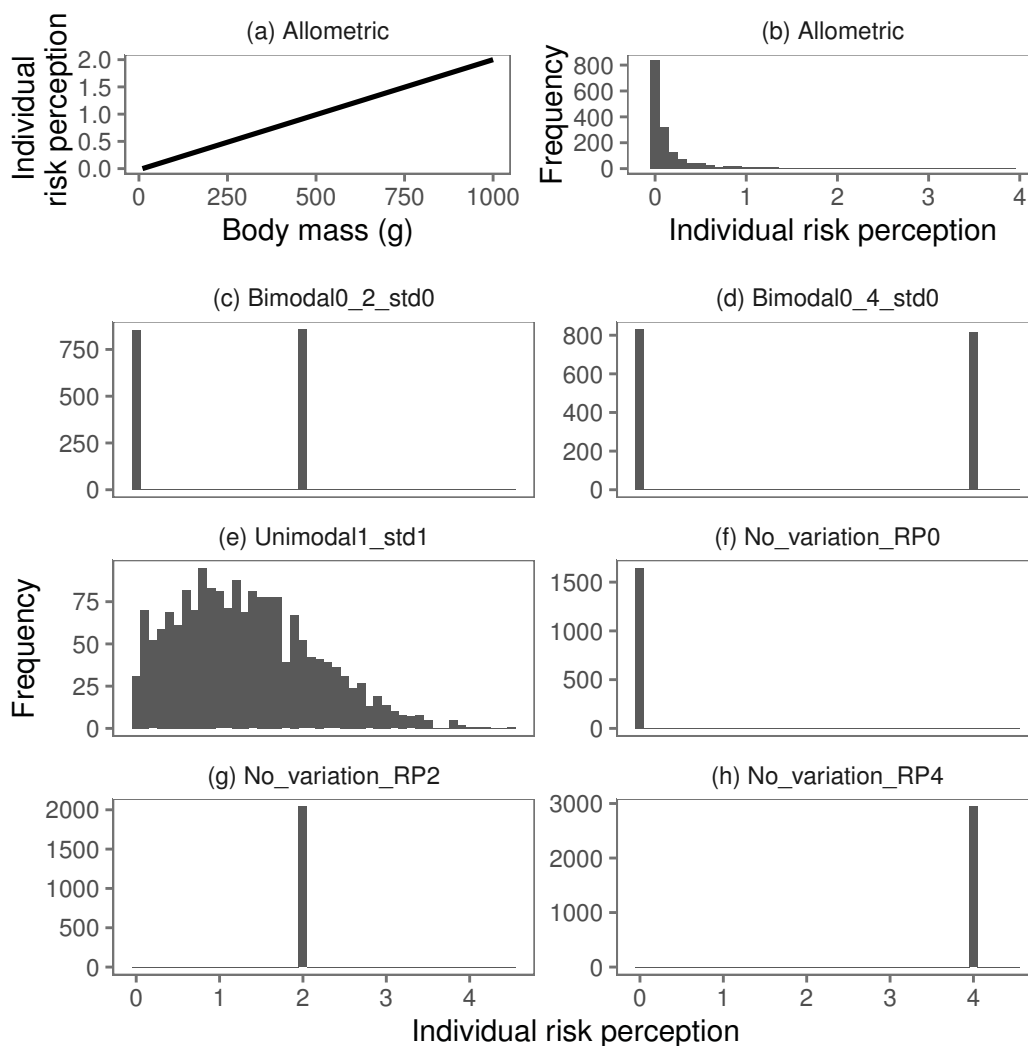 (a) Allometric
Individual
risk perception
2.0
1.5
1.0
0.5
0.0
0 250 500 750 1000
Body mass (g)
(b) Allometric
Frequency
800
600
400
200
0
0 1 2 3 4
Individual risk perception
(c) Bimodal0_2_std0
750
500
250
0
(d) Bimodal0_4_std0
800
600
400
200
0
(e) Unimodal1_std1
Frequency
75
50
25
0
(f) No_variation_RP0
1500
1000
500
0
(g) No_variation_RP2
2000
1500
1000
500
0
0 1 2 3 4
(h) No_variation_RP4
3000
2000
1000
0
0 1 2 3 4
Individual risk perception